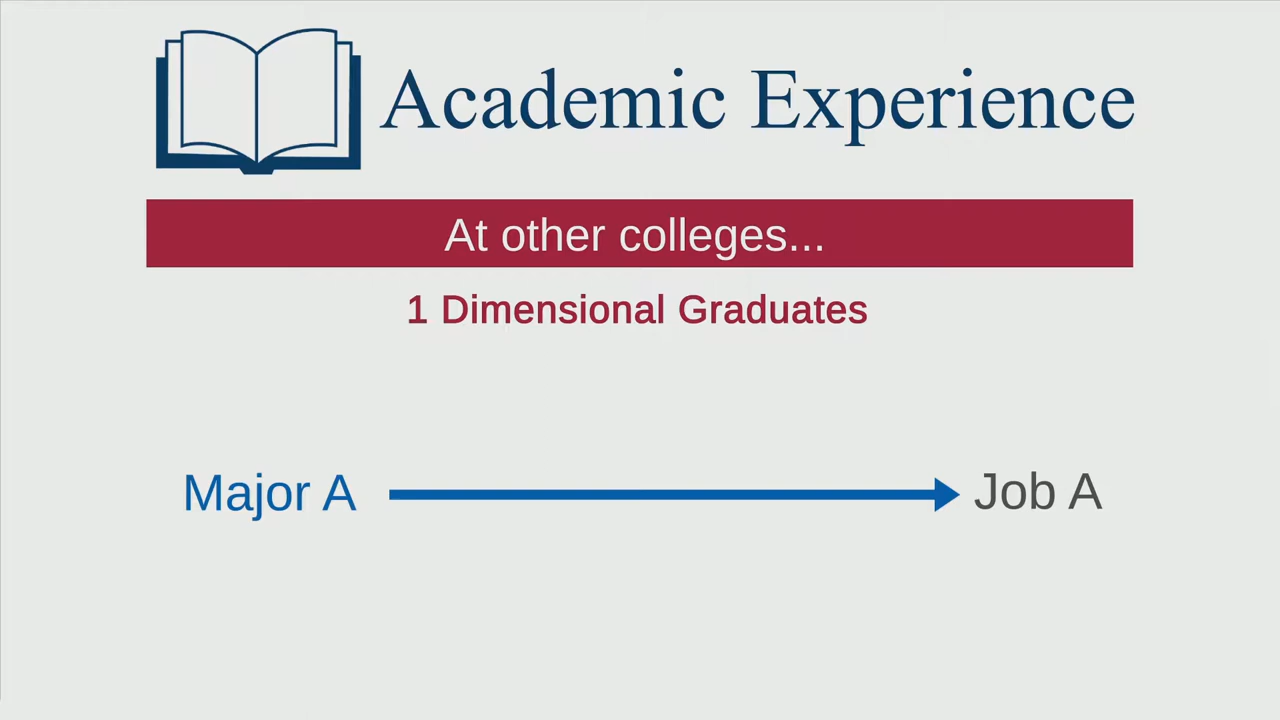 Academic Experience
At other colleges...
1 Dimensional Graduates
Major A
Job A